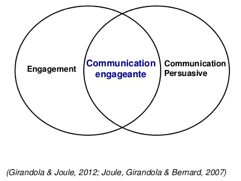 Engagement
Communication
engageante
Communication
Persuasive
(Girandola & Joule, 2012; Joule, Girandola & Bernard, 2007)